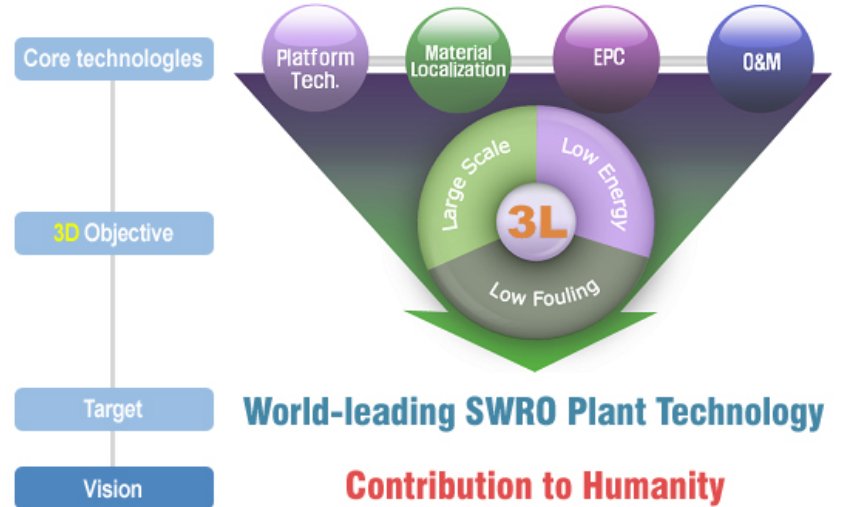 Core technologles
Platform
Tech.
Material
Localization
EPC
O&M
3D Objective
Large Scale
Low Energy
3L
Low Fouling
Target
World-leading SWRO Plant Technology
Vision
Contribution to Humanity